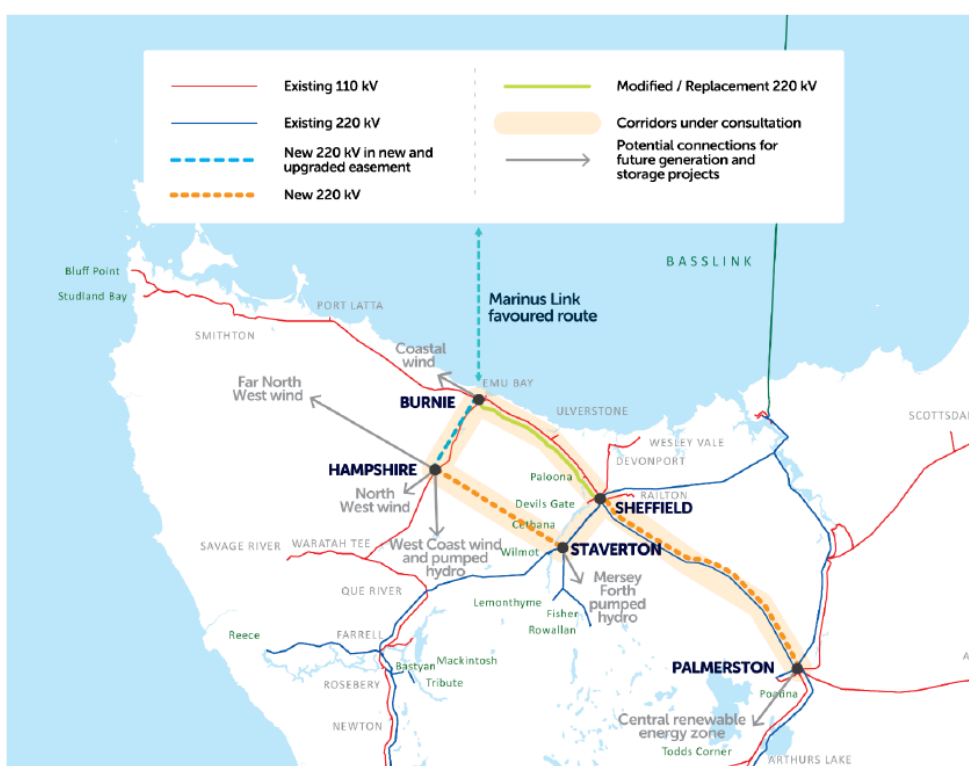 Existing 110 kV
Existing 220 kV
New 220 kV in new and
upgraded easement
New 220 kV
Modified / Replacement 220 kV
Corridors under consultation
Potential connections for
future generation and
storage projects
BASSLINK
Bluff Point
Studland Bay
PORT LATTA
SMITHTON
Marinus Link
favoured route
Coastal
wind
EMU BAY
Far North
West wind
BURNIE
ULVERSTONE
SCOTTSDA
WESLEY VALE
DEVONPORT
HAMPSHIRE
Paloona
RAILTON
North
West wind
Devils Gate
SHEFFIELD
Cethana
SAVAGE RIVER
WARATAH TEE
West Coast wind
and pumped
hydro
Wilmot
STAVERTON
QUE RIVER
Lemonthyme
Fisher
Rowallan
Mersey
Forth
pumped
hydro
Reece
FARRELL
Mackintosh
Bastyan
Tribute
ROSEBERY
PALMERSTON
A
Poatina
NEWTON
Central renewable
energy zone
Todds Corner
ARTHURS LAKE